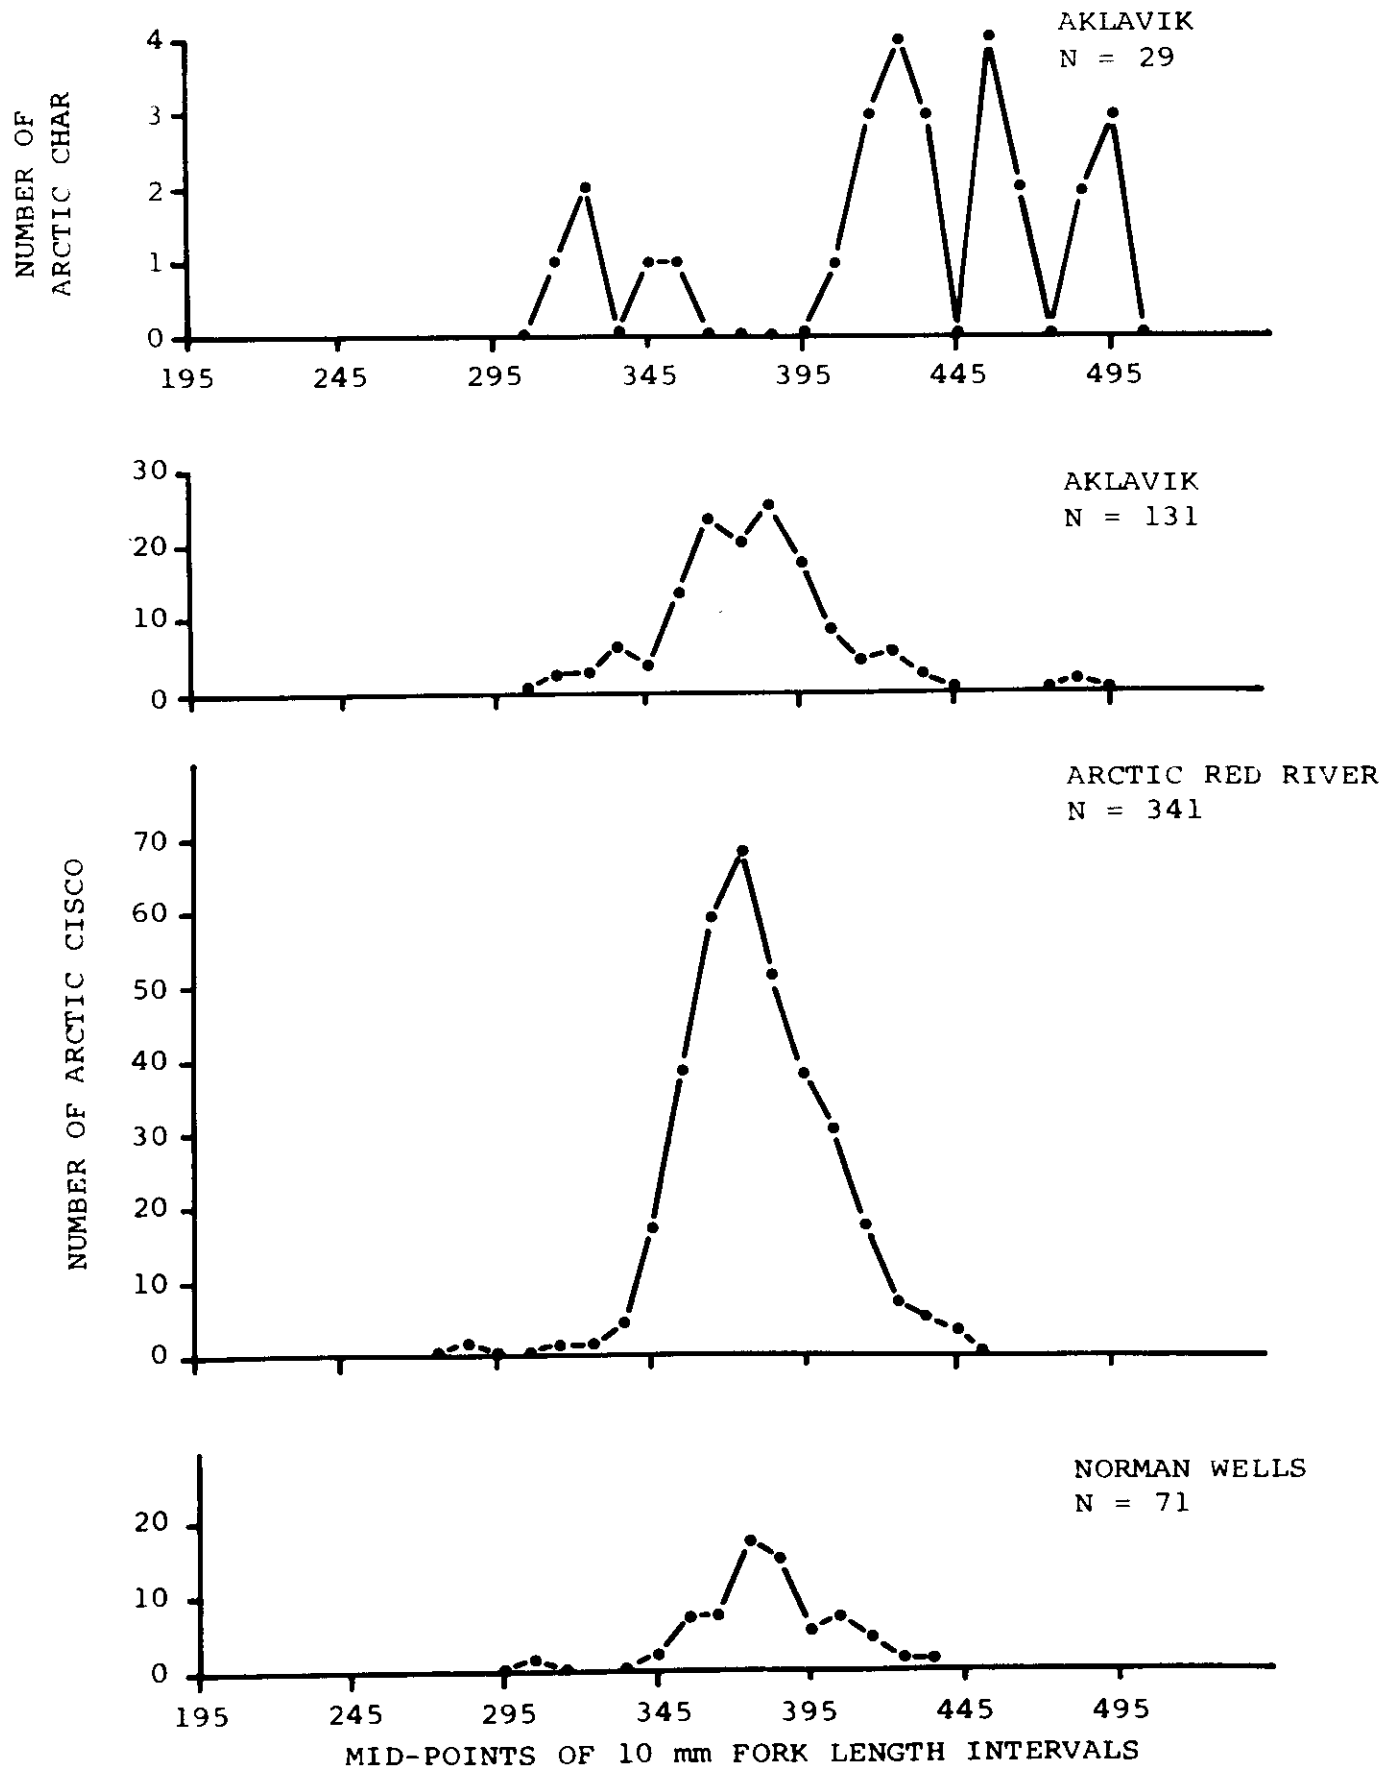 AKLAVIK
N = 29
NUMBER OF
ARCTIC CHAR
4
3
2
1
0
195 245 295 345 395 445 495
AKLAVIK
N = 131
30
20
10
0
ARCTIC RED RIVER
N = 341
NUMBER OF ARCTIC CISCO
70
60
50
40
30
20
10
0
NORMAN WELLS
N = 71
20
10
0
195 245 295 345 395 445 495
MID-POINTS OF 10 mm FORK LENGTH INTERVALS